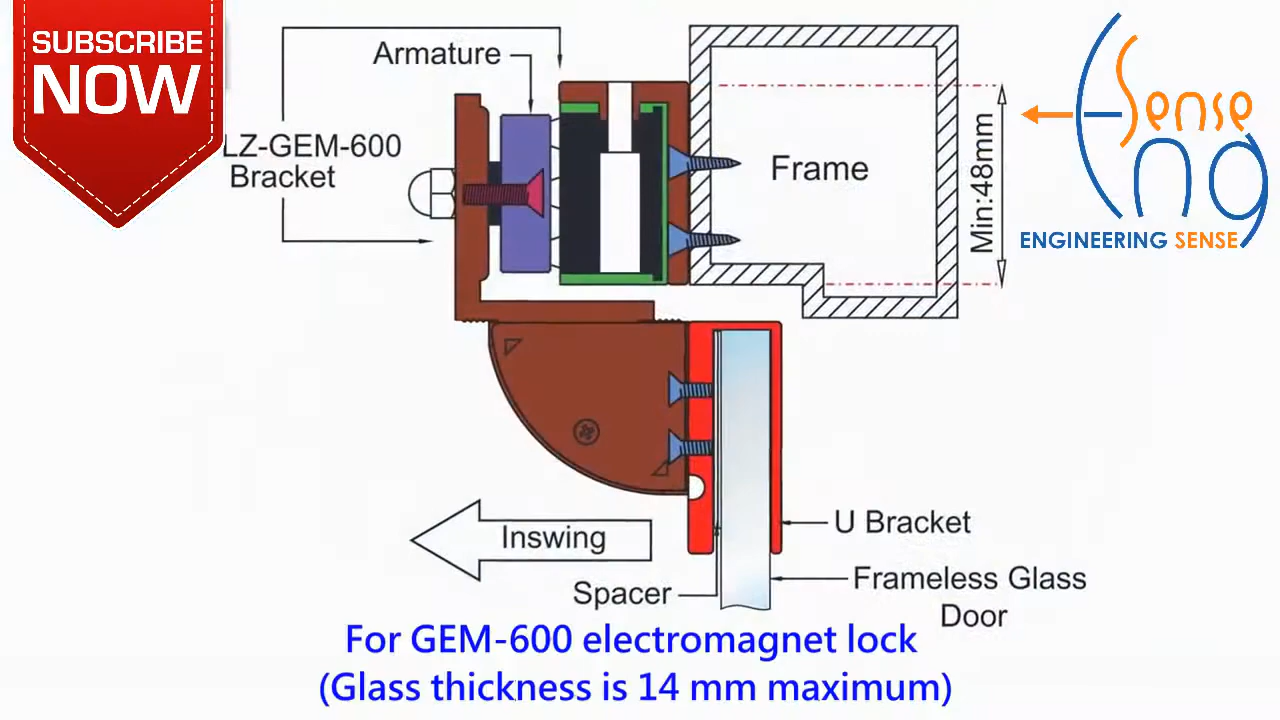 SUBSCRIBE
NOW
Armature
LZ-GEM-600
Bracket
Frame
Min:48mm
Sense
Eng
ENGINEERING SENSE
Inswing
U Bracket
Spacer
Frameless Glass
Door
For GEM-600 electromagnet lock
(Glass thickness is 14 mm maximum)